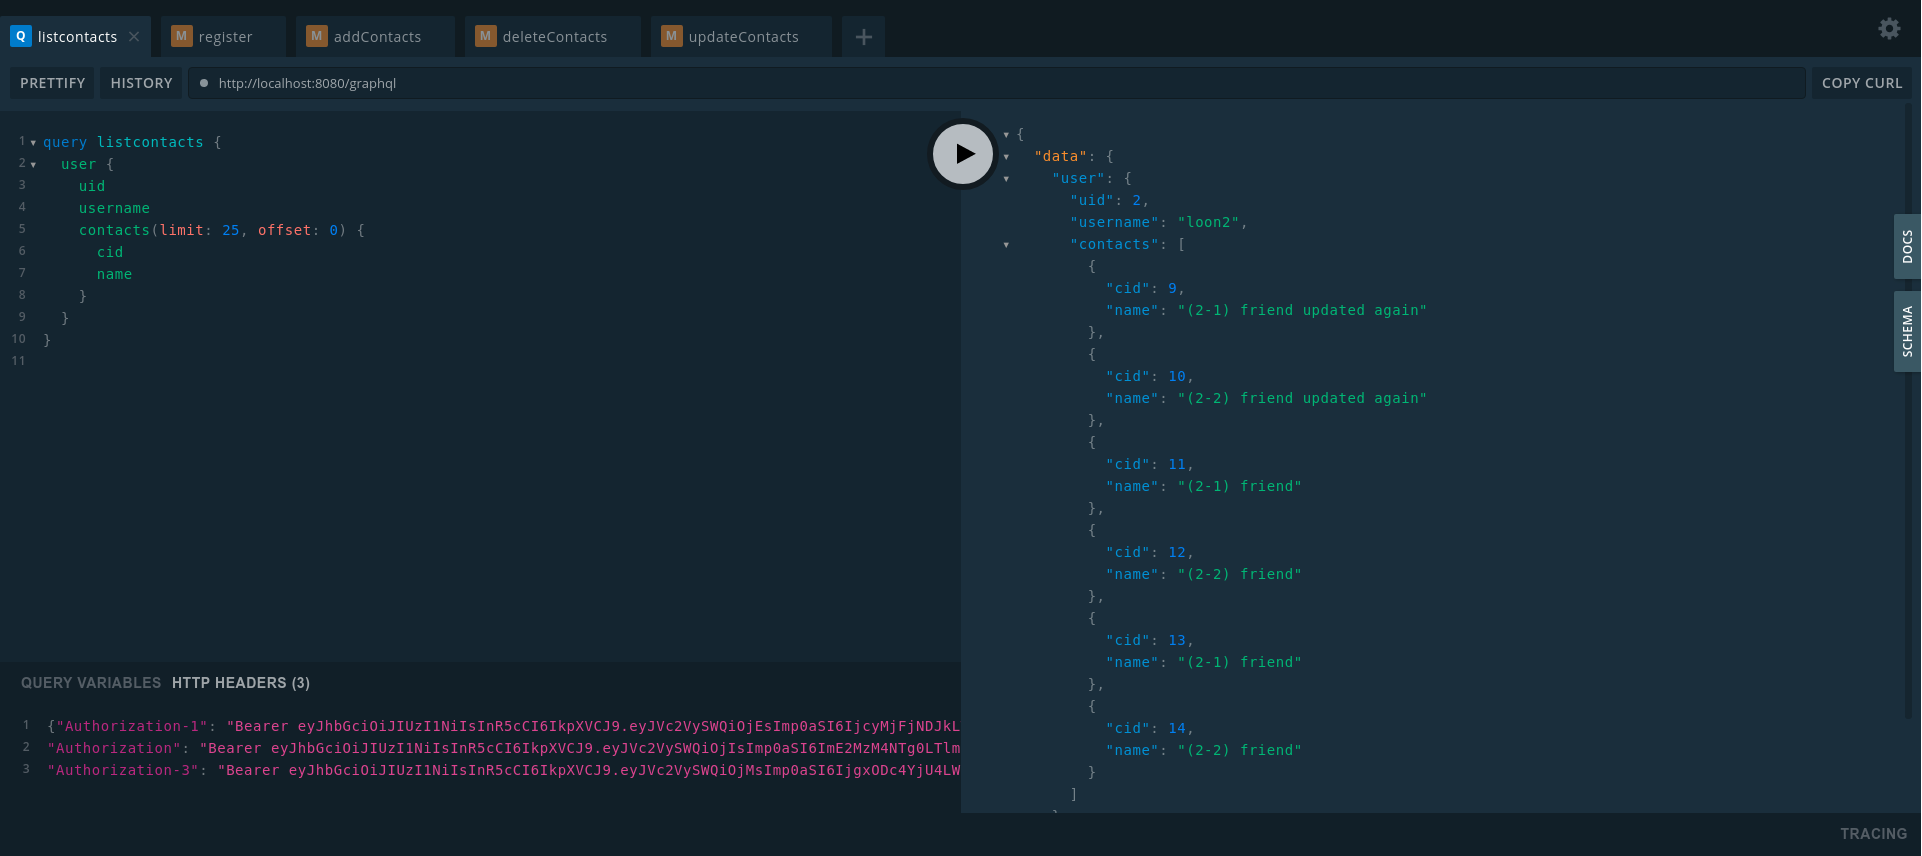 Q listcontacts
M register
M addContacts
M deleteContacts
M updateContacts
PRETTIFY
HISTORY
http://localhost:8080/graphql
COPY CURL
1 query listcontacts {
2 user {
3 uid
4 username
5 contacts(limit: 25, offset: 0) {
6 cid
7 name
8 }
9 }
10 }
11
QUERY VARIABLES
HTTP HEADERS (3)
1 {"Authorization-1": "Bearer eyJhbGciOiJIUzI1NiIsInR5cCI6IkpXVCJ9.eyJVc2VySWQiOjEsImp0aSI6IjcyMjFjNDJkL
2 "Authorization": "Bearer eyJhbGciOiJIUzI1NiIsInR5cCI6IkpXVCJ9.eyJVc2VySWQiOjIsImp0aSI6ImE2MzM4NTg0LTlm
3 "Authorization-3": "Bearer eyJhbGciOiJIUzI1NiIsInR5cCI6IkpXVCJ9.eyJVc2VySWQiOjMsImp0aSI6IjgxODc4YjU4LW
{
"data": {
"user": {
"uid": 2,
"username": "loon2",
"contacts": [
{
"cid": 9,
"name": "(2-1) friend updated again"
},
{
"cid": 10,
"name": "(2-2) friend updated again"
},
{
"cid": 11,
"name": "(2-1) friend"
},
{
"cid": 12,
"name": "(2-2) friend"
},
{
"cid": 13,
"name": "(2-1) friend"
},
{
"cid": 14,
"name": "(2-2) friend"
}
]
}
DOCS
SCHEMA
TRACING